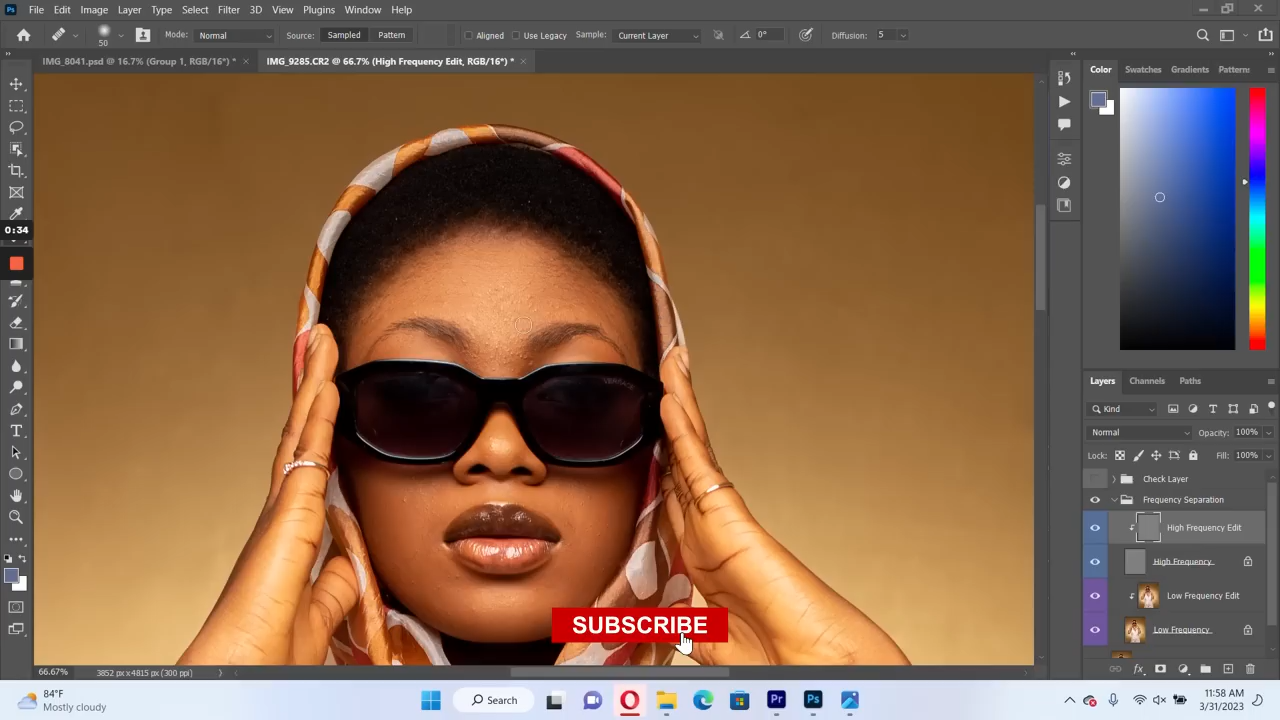 Ps File Edit Image Layer Type Select Filter 3D View Plugins Window Help
50 Mode: Normal Source: Sampled Pattern Aligned Use Legacy Sample: Current Layer 0° Diffusion: 5
IMG_8041.psd @ 16.7% (Group 1, RGB/16*) * × IMG_9285.CR2 @ 66.7% (High Frequency Edit, RGB/16*) * ×
Color Swatches Gradients Patterns
0:34
Layers Channels Paths
Kind
Normal Opacity: 100%
Lock: Fill: 100%
Check Layer
Frequency Separation
High Frequency Edit
High Frequency
Low Frequency Edit
Low Frequency
SUBSCRIBE
66.67% 3852 px x 4815 px (300 ppi)
84°F
Mostly cloudy
Search
Pr
Ps
11:58 AM
3/31/2023